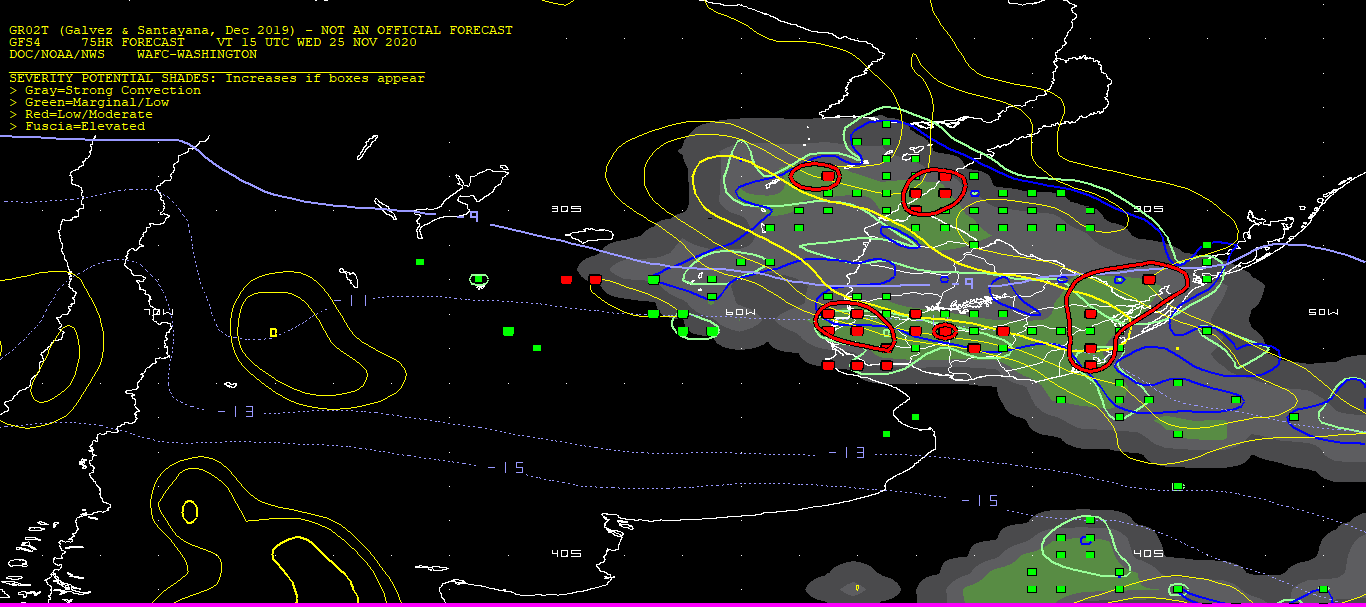 GR02T (Galvez & Santayana, Dec 2019) – NOT AN OFFICIAL FORECAST
GFS4 75HR FORECAST VT 15 UTC WED 25 NOV 2020
DOC/NOAA/NWS WAFC–WASHINGTON
SEVERITY POTENTIAL SHADES: Increases if boxes appear
> Gray=Strong Convection
> Green=Marginal/Low
> Red=Low/Moderate
> Fuscia=Elevated
30S 30S
-9
-9
-11
70W 60W 50W
-13
-13
-15
-15
40S 40S